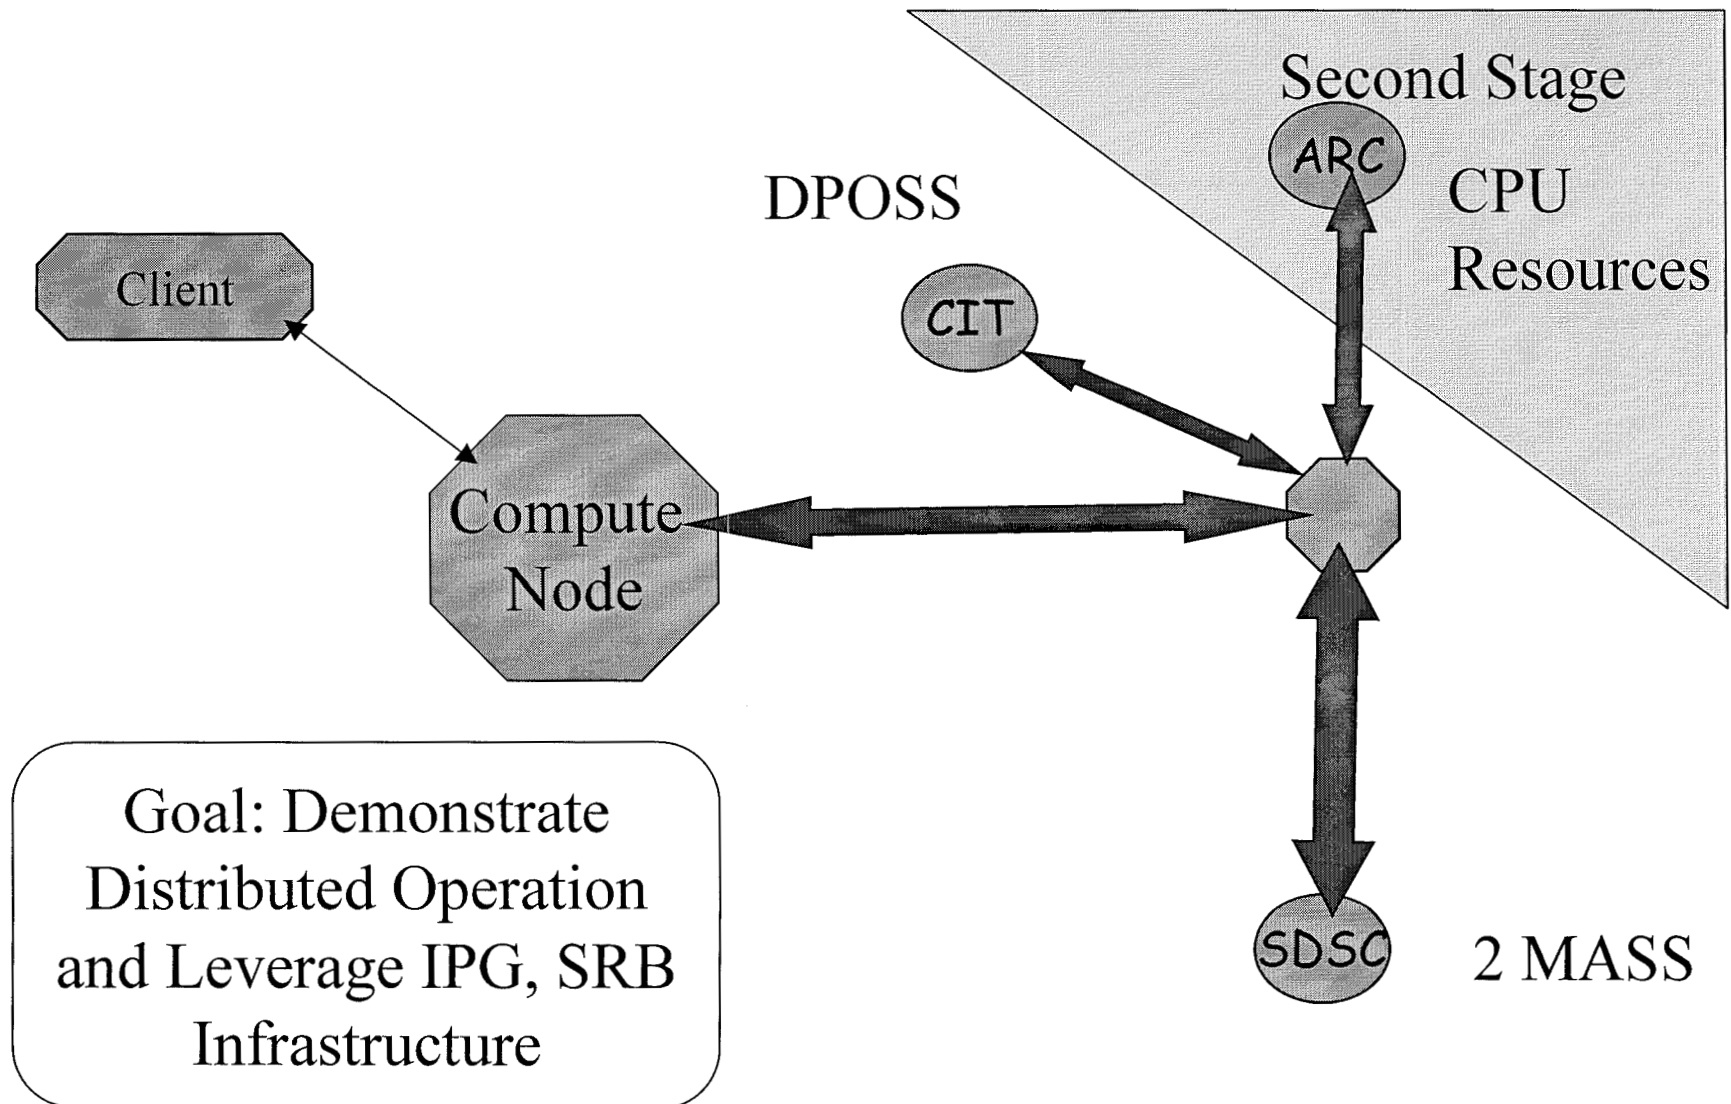 Second Stage
ARC
CPU
Resources
DPOSS
CIT
Client
Compute
Node
Goal: Demonstrate
Distributed Operation
and Leverage IPG, SRB
Infrastructure
SDSC
2 MASS